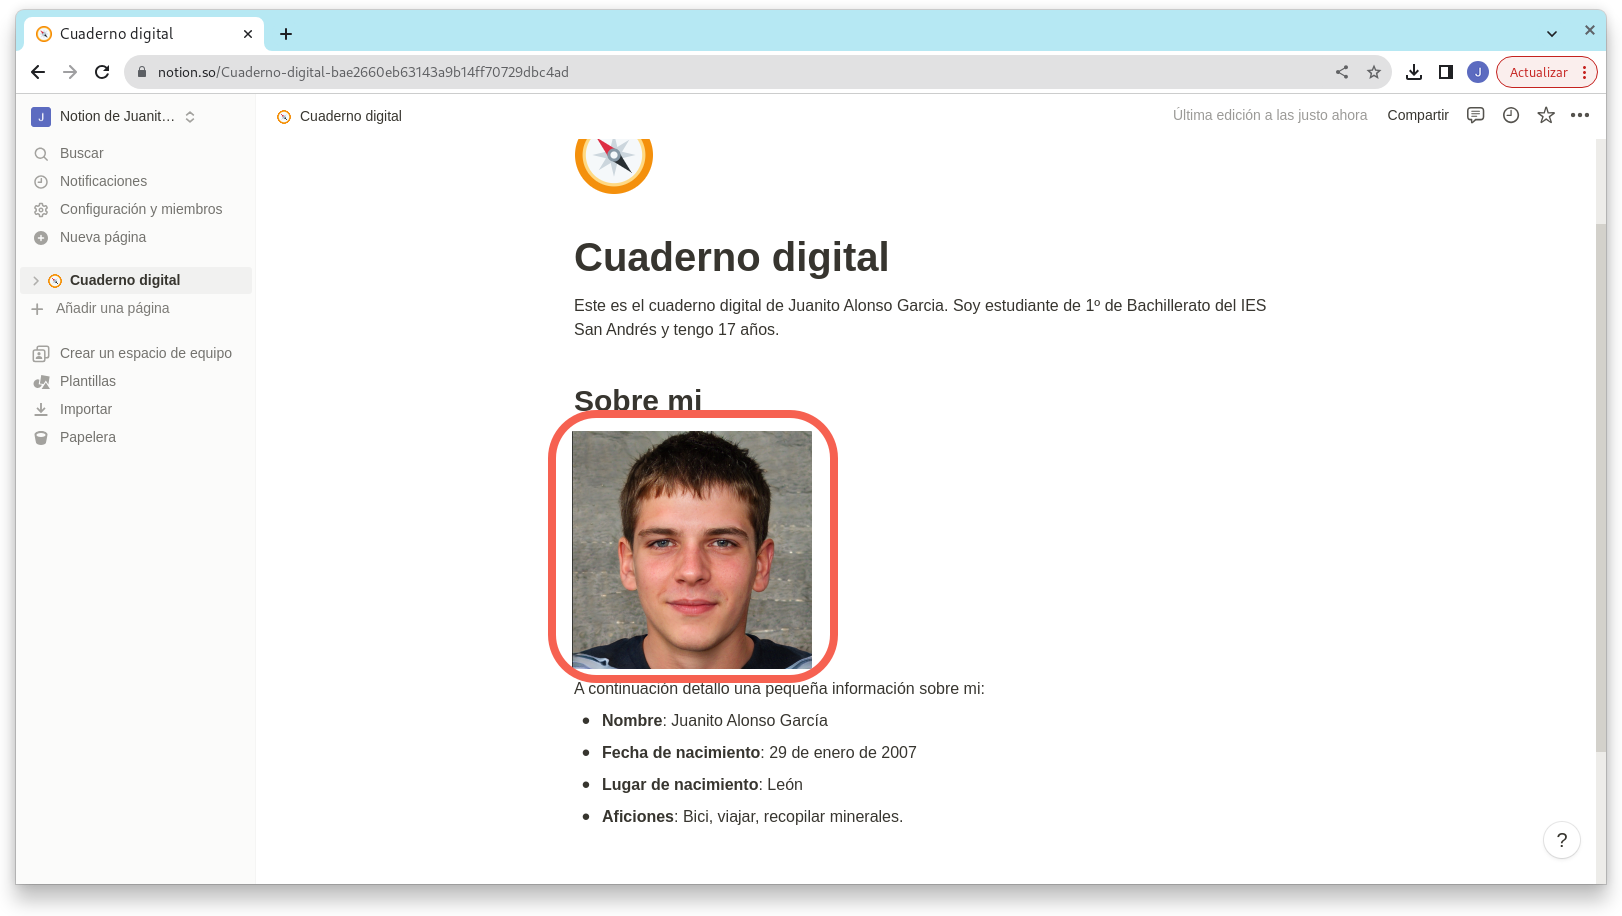 Cuaderno digital
notion.so/Cuaderno-digital-bae2660eb63143a9b14ff70729dbc4ad
J
Actualizar
J
Notion de Juanit...
Cuaderno digital
Última edición a las justo ahora
Compartir
Buscar
Notificaciones
Configuración y miembros
Nueva página
Cuaderno digital
Añadir una página
Crear un espacio de equipo
Plantillas
Importar
Papelera
Cuaderno digital
Este es el cuaderno digital de Juanito Alonso Garcia. Soy estudiante de 1º de Bachillerato del IES
San Andrés y tengo 17 años.
Sobre mi
A continuación detallo una pequeña información sobre mi:
• Nombre: Juanito Alonso García
• Fecha de nacimiento: 29 de enero de 2007
• Lugar de nacimiento: León
• Aficiones: Bici, viajar, recopilar minerales.
?